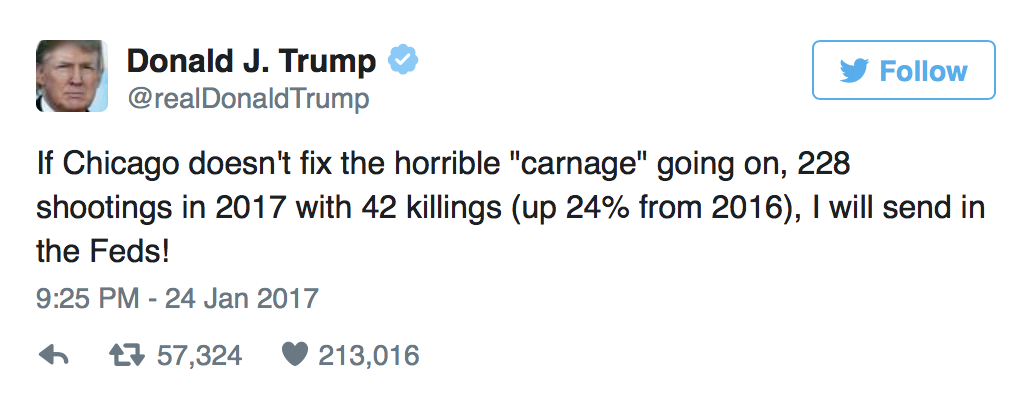 Donald J. Trump
@realDonaldTrump
Follow
If Chicago doesn't fix the horrible "carnage" going on, 228
shootings in 2017 with 42 killings (up 24% from 2016), I will send in
the Feds!
9:25 PM - 24 Jan 2017
57,324 213,016